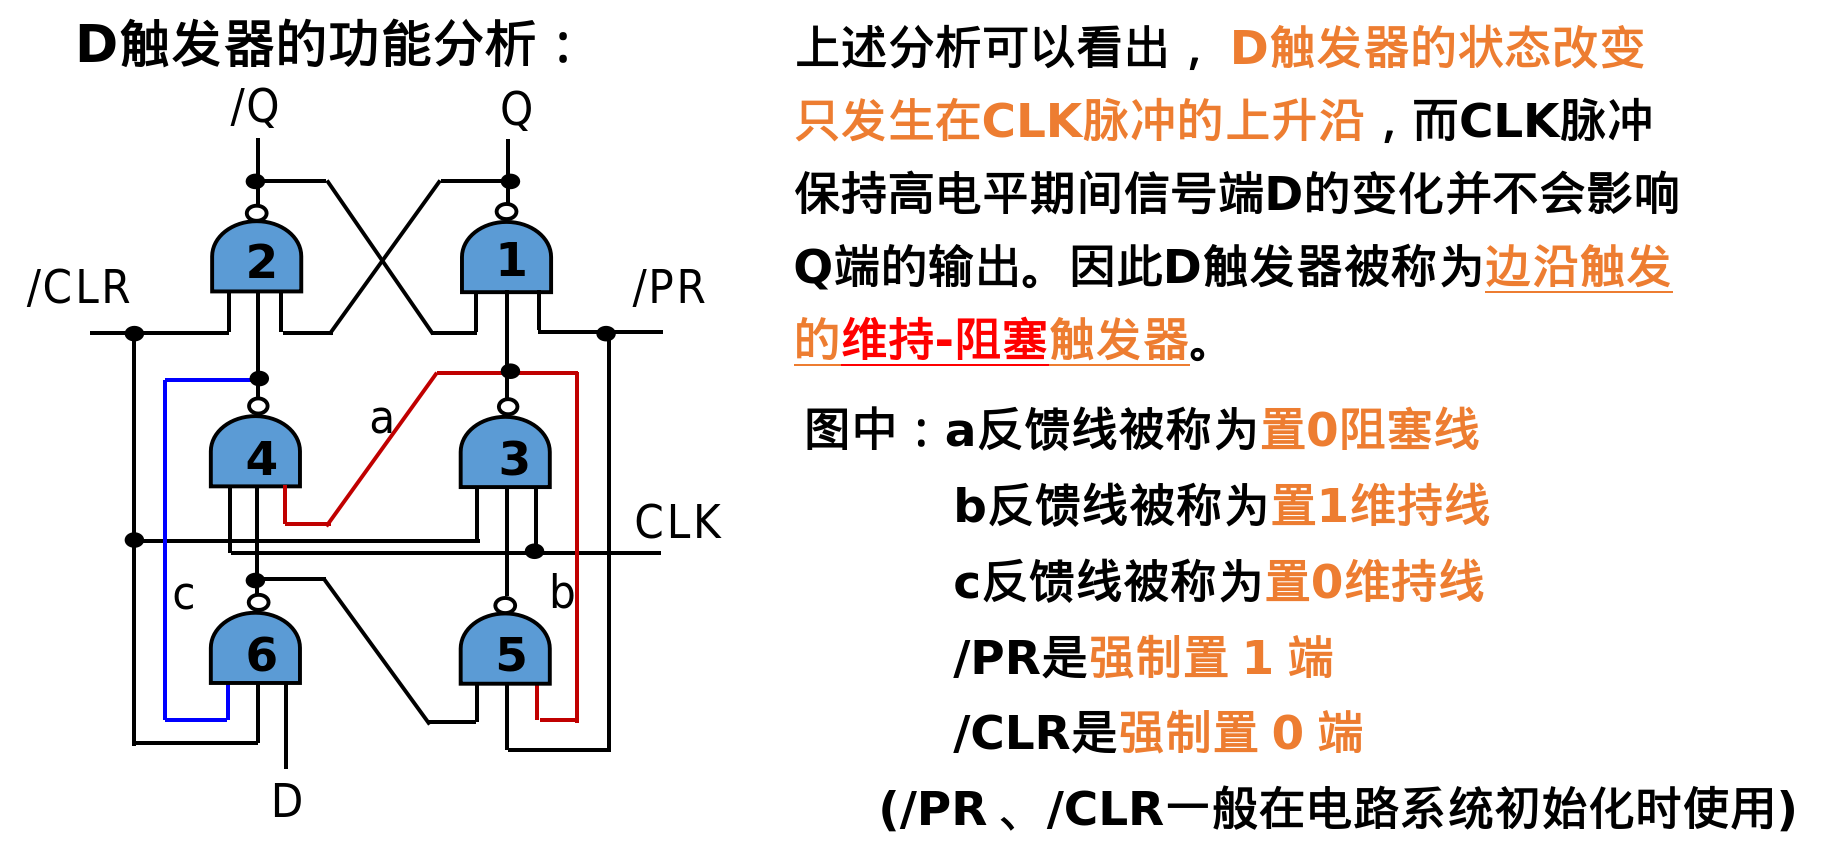 D触发器的功能分析：
/Q
Q
2
1
/CLR
/PR
a
4
3
CLK
c
b
6
5
D
上述分析可以看出， D触发器的状态改变
只发生在CLK脉冲的上升沿，而CLK脉冲
保持高电平期间信号端D的变化并不会影响
Q端的输出。因此D触发器被称为边沿触发
的维持-阻塞触发器。
图中：a反馈线被称为置0阻塞线
b反馈线被称为置1维持线
c反馈线被称为置0维持线
/PR是强制置 1 端
/CLR是强制置 0 端
(/PR 、/CLR一般在电路系统初始化时使用)